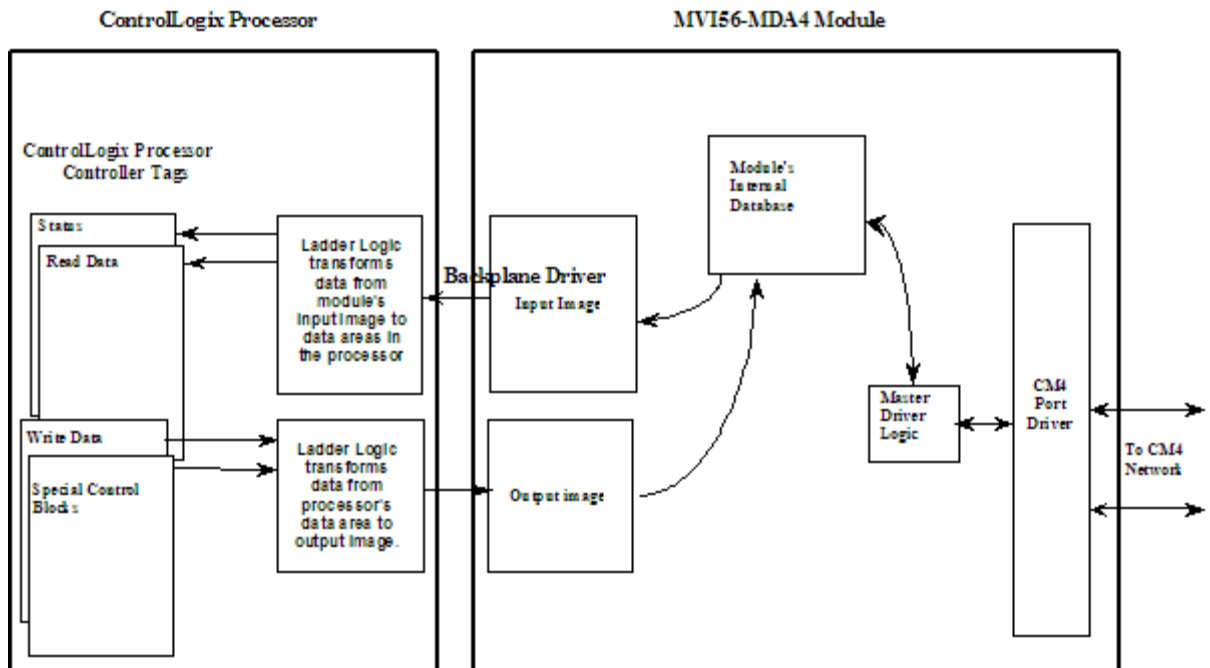 ControlLogix Processor
MVI56-MDA4 Module
ControlLogix Processor
Controller Tags
Status
Read Data
Write Data
Special Control
Blocks
Ladder Logic
transforms
data from
module's
input image to
data areas in
the processor
Ladder Logic
transforms
data from
processor's
data area to
output image.
Backplane Driver
Input Image
Output image
Module's
Internal
Database
Master
Driver
Logic
CM4
Port
Driver
To CM4
Network